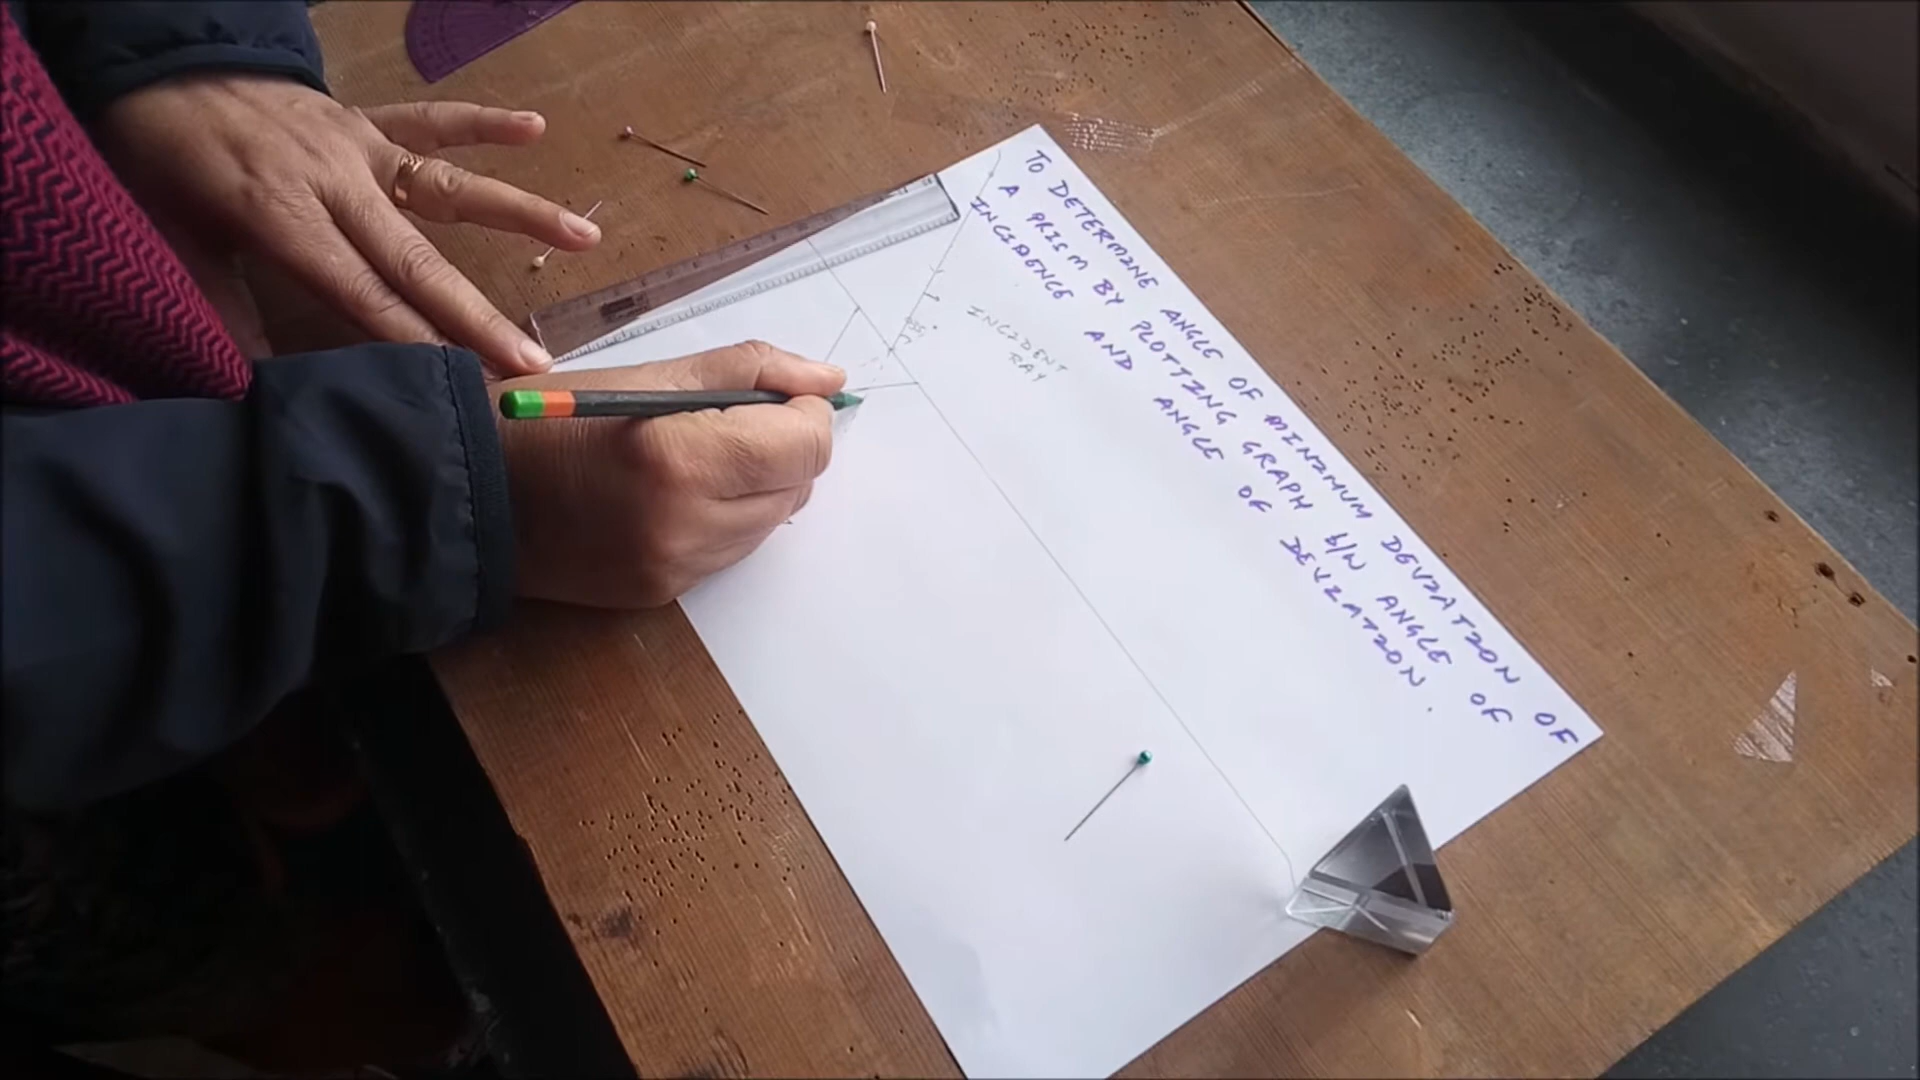 TO DETERMINE ANGLE OF MINIMUM DEVIATION OF
A PRISM BY PLOTTING GRAPH b/w ANGLE OF
INCIDENCE AND ANGLE OF DEVIATION.
INCIDENT
RAY